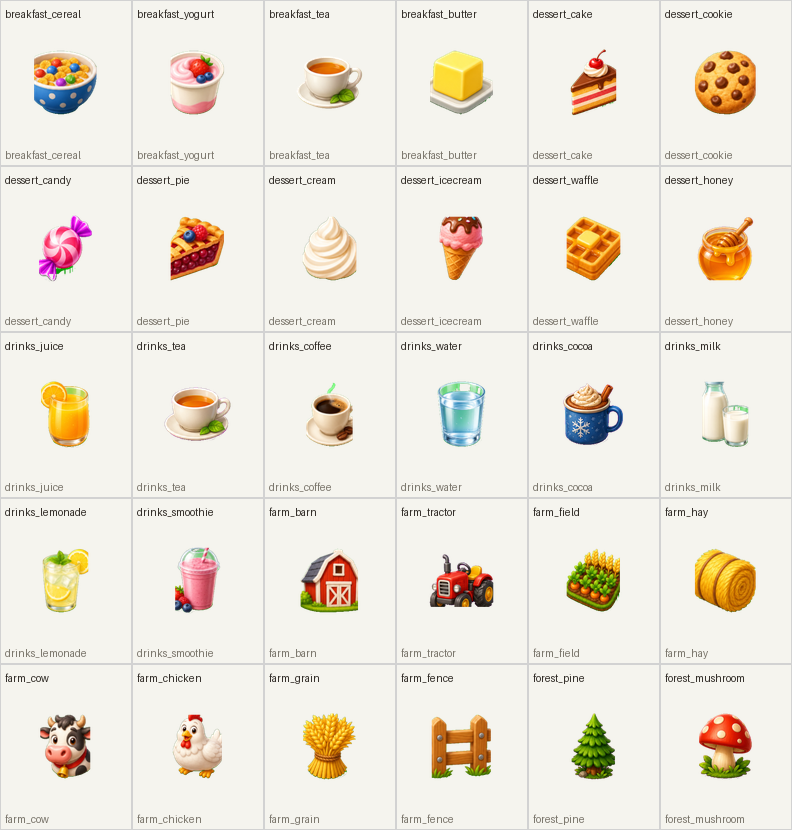 breakfast_cereal
breakfast_yogurt
breakfast_tea
breakfast_butter
dessert_cake
dessert_cookie
breakfast_cereal
breakfast_yogurt
breakfast_tea
breakfast_butter
dessert_cake
dessert_cookie
dessert_candy
dessert_pie
dessert_cream
dessert_icecream
dessert_waffle
dessert_honey
dessert_candy
dessert_pie
dessert_cream
dessert_icecream
dessert_waffle
dessert_honey
drinks_juice
drinks_tea
drinks_coffee
drinks_water
drinks_cocoa
drinks_milk
drinks_juice
drinks_tea
drinks_coffee
drinks_water
drinks_cocoa
drinks_milk
drinks_lemonade
drinks_smoothie
farm_barn
farm_tractor
farm_field
farm_hay
drinks_lemonade
drinks_smoothie
farm_barn
farm_tractor
farm_field
farm_hay
farm_cow
farm_chicken
farm_grain
farm_fence
forest_pine
forest_mushroom
farm_cow
farm_chicken
farm_grain
farm_fence
forest_pine
forest_mushroom